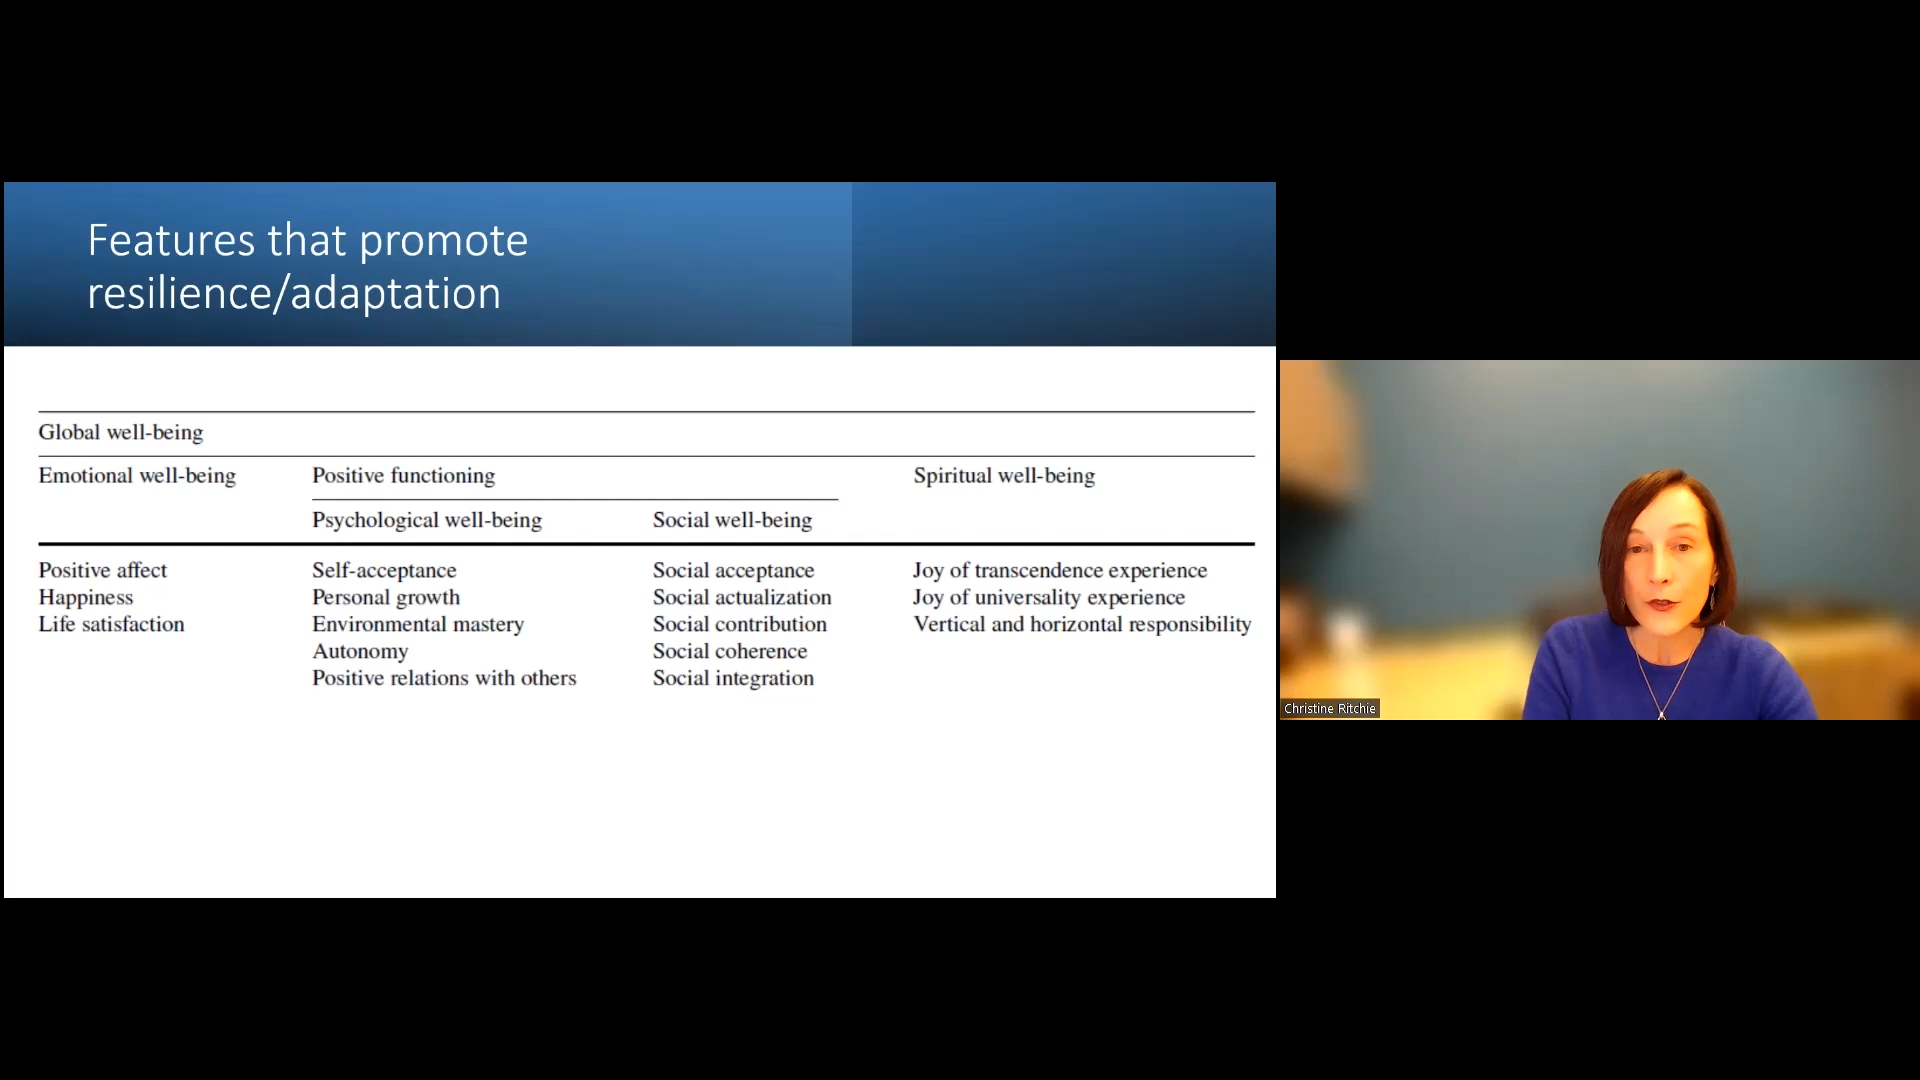 Features that promote
resilience/adaptation
Global well-being
Emotional well-being Positive functioning Spiritual well-being
Psychological well-being Social well-being
Positive affect Self-acceptance Social acceptance Joy of transcendence experience
Happiness Personal growth Social actualization Joy of universality experience
Life satisfaction Environmental mastery Social contribution Vertical and horizontal responsibility
Autonomy Social coherence
Positive relations with others Social integration
Christine Ritchie